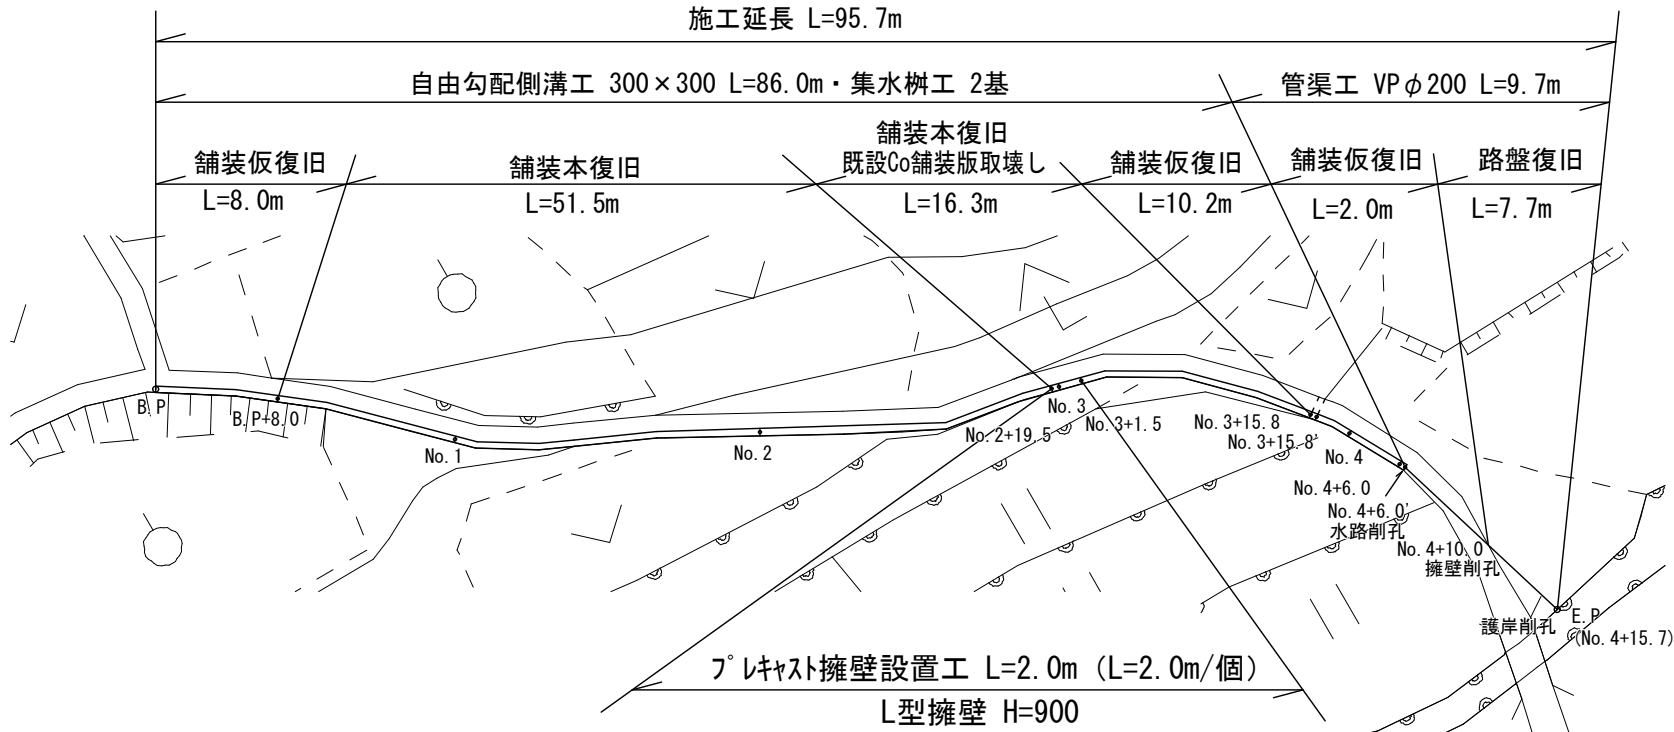 施工延長 L=95.7m
自由勾配側溝工 300×300 L=86.0m・集水桝工 2基
管渠工 VPφ200 L=9.7m
舗装仮復旧
L=8.0m
舗装本復旧
L=51.5m
舗装本復旧
既設Co舗装版取壊し
L=16.3m
舗装仮復旧
L=10.2m
舗装仮復旧
L=2.0m
路盤復旧
L=7.7m
B.P
B.P+8.0
No.1
No.2
No.2+19.5
No.3
No.3+1.5
No.3+15.8
No.3+15.8'
No.4
No.4+6.0
No.4+6.0'
水路削孔
No.4+10.0
擁壁削孔
護岸削孔
E.P
(No.4+15.7)
プレキャスト擁壁設置工 L=2.0m (L=2.0m/個)
L型擁壁 H=900